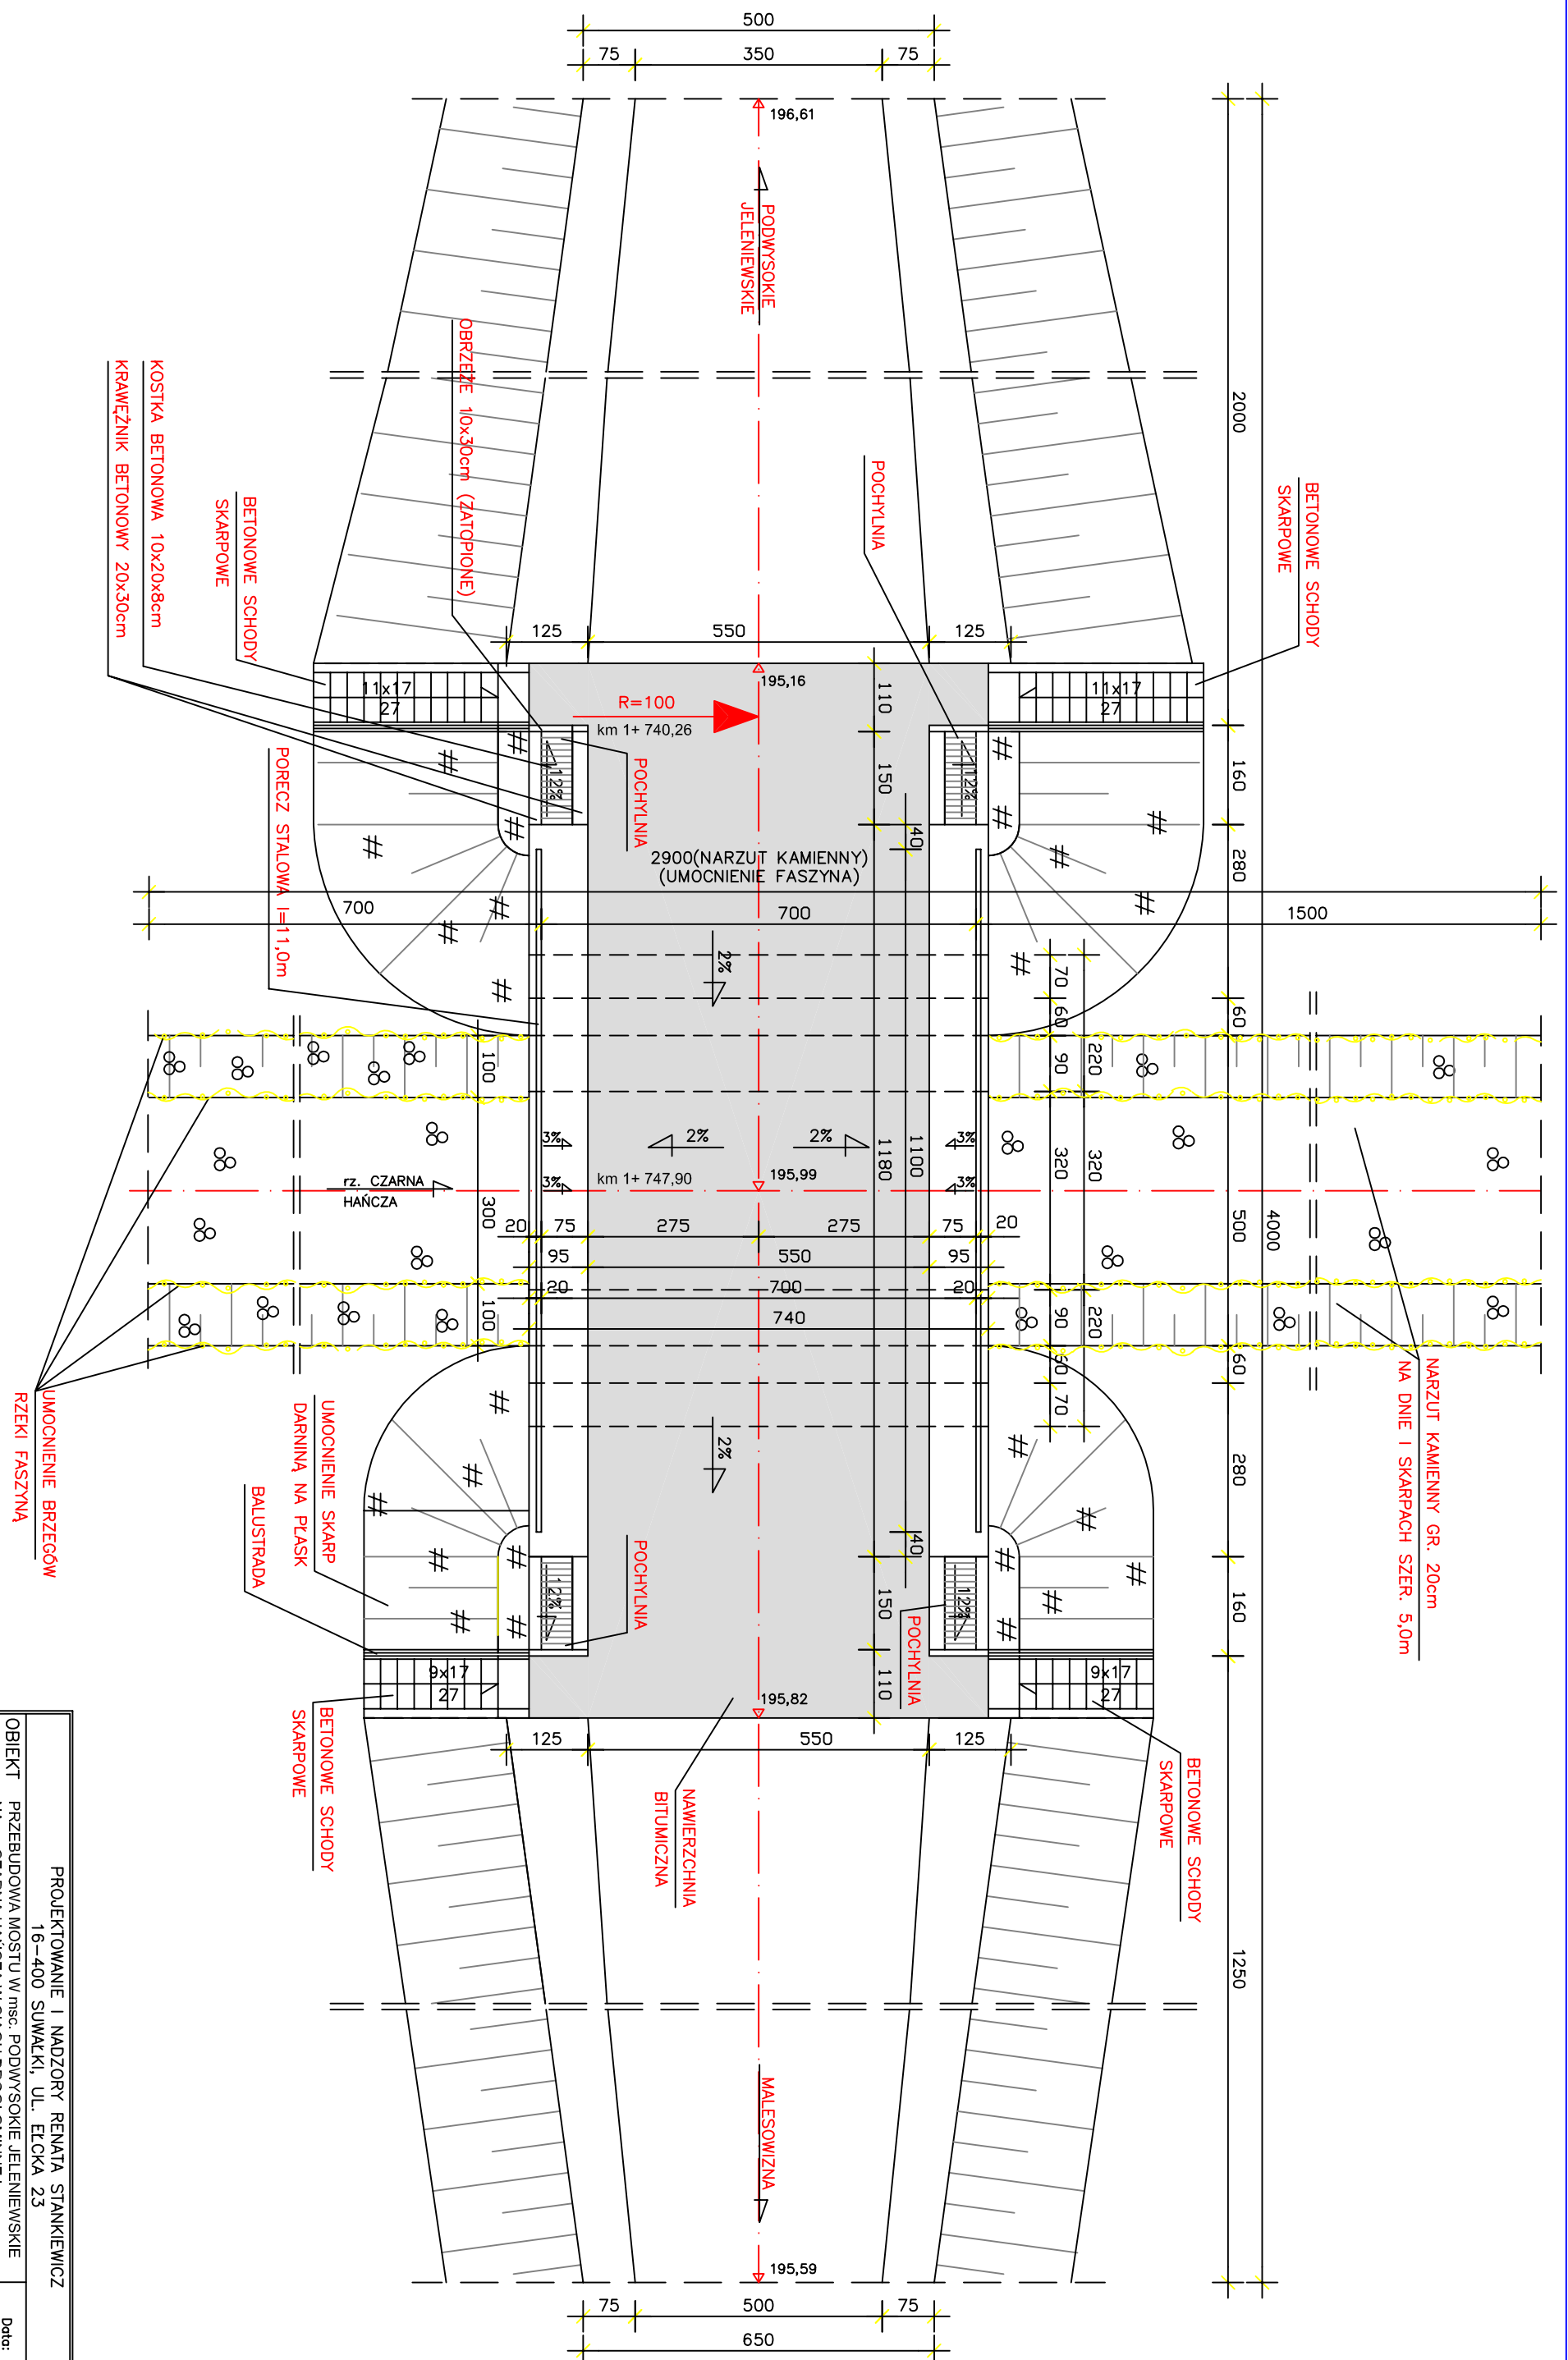 500
75
350
75
196,61
PODWYSOKIE
JELENIEWSKIE
2000
4000
OBRZEŻE 10x30cm (ZATOPIONE)
KOSTKA BETONOWA 10x20x8cm
KRAWĘŻNIK BETONOWY 20x30cm
BETONOWE SCHODY
SKARPOWE
POCHYLNIA
BETONOWE SCHODY
SKARPOWE
125
550
125
11x17
27
195,16
110
11x17
27
R=100
km 1+ 740,26
12%
POCHYLNIA
150
12%
160
PORĘCZ STALOWA l=11,0m
40
280
2900(NARZUT KAMIENNY)
(UMOCNIENIE FASZYNA)
700
700
1500
2%
70
60
60
100
90
220
3%
2%
2%
3%
1180
1100
320
320
rz. CZARNA
HAŃCZA
3%
km 1+ 747,90
195,99
3%
300
500
20
75
275
275
75
20
95
550
95
20
700
20
740
100
90
220
60
60
70
NARZUT KAMIENNY GR. 20cm
NA DNIE I SKARPACH SZER. 5,0m
UMOCNIENIE BRZEGÓW
RZEKI FASZYNĄ
UMOCNIENIE SKARP
DARNINĄ NA PŁASK
BALUSTRADA
2%
280
40
POCHYLNIA
12%
150
12%
160
POCHYLNIA
9x17
27
195,82
110
9x17
27
BETONOWE SCHODY
SKARPOWE
125
550
125
BETONOWE SCHODY
SKARPOWE
NAWIERZCHNIA
BITUMICZNA
1250
MALESOWIZNA
195,59
75
500
75
650
PROJEKTOWANIE I NADZORY RENATA STANKIEWICZ
16-400 SUWAŁKI, UL. EŁCKA 23
OBIEKT
PRZEBUDOWA MOSTU W msc. PODWYSOKIE JELENIEWSKIE
Data: